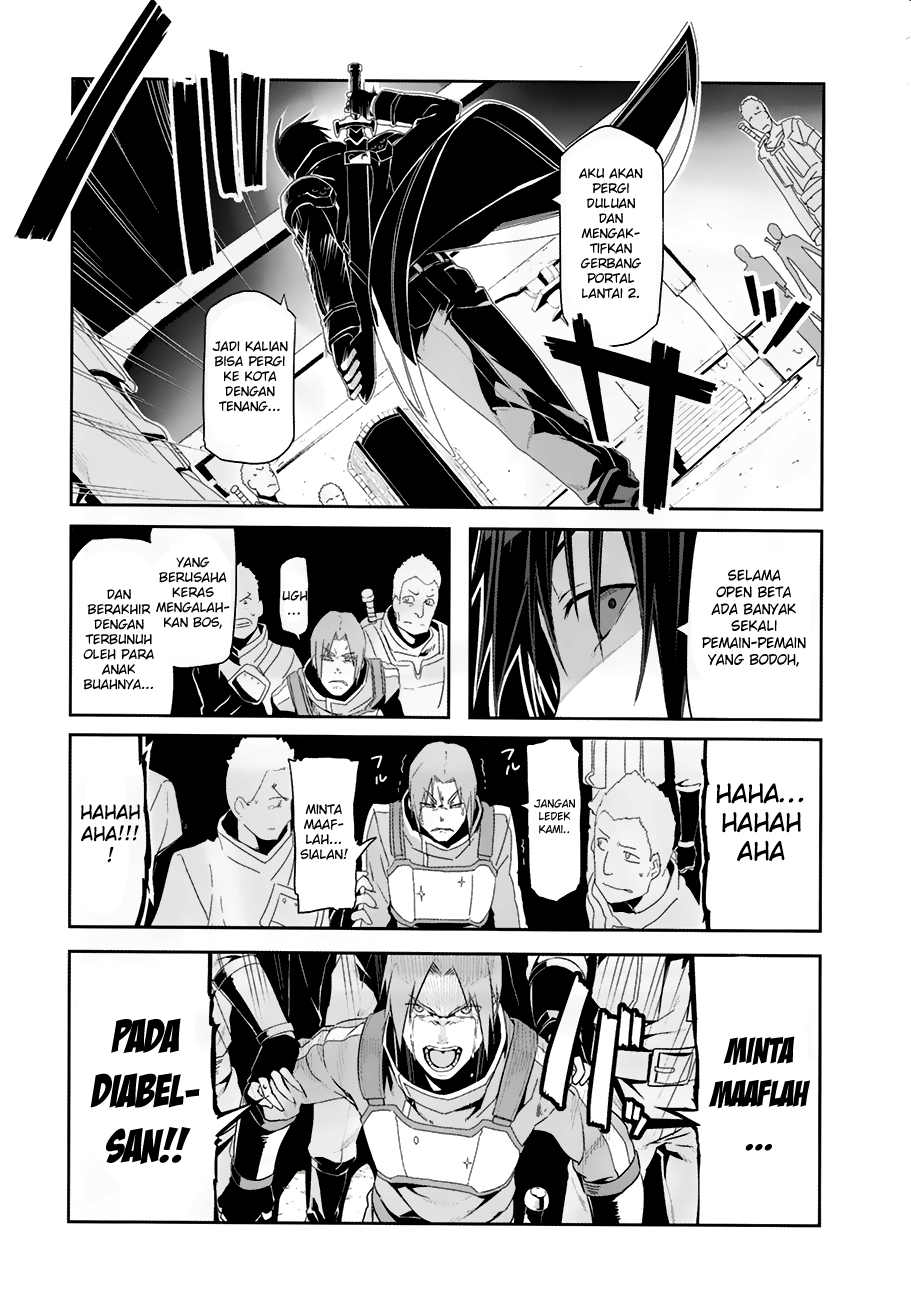 AKU AKAN
PERGI
DULUAN
DAN
MENGAK-
TIFKAN
GERBANG
PORTAL
LANTAI 2.
JADI KALIAN
BISA PERGI
KE KOTA
DENGAN
TENANG...
SELAMA
OPEN BETA
ADA BANYAK
SEKALI
PEMAIN-PEMAIN
YANG BODOH,
UGH
...
YANG
BERUSAHA
KERAS
MENGALAH-
KAN BOS,
DAN
BERAKHIR
DENGAN
TERBUNUH
OLEH PARA
ANAK
BUAHNYA...
HAHA...
HAHAH
AHA
JANGAN
LEDEK
KAMI..
フル
フル
MINTA
MAAF-
LAH...
SIALAN!
HAHAH
AHA!!!
!
MINTA
MAAFLAH
...
PADA
DIABEL-
SAN!!